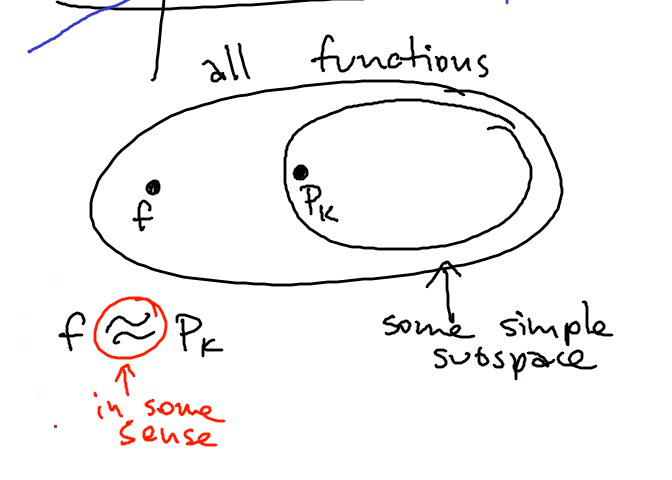 all functions
f
P_K
some simple
subspace
f ≈ P_K
in some
sense